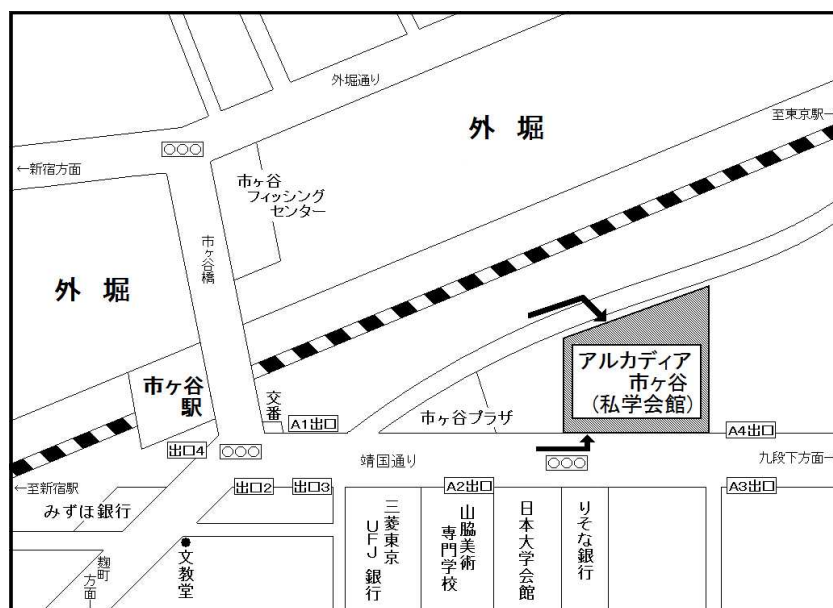 外堀通り
外 堀
至東京駅→
←新宿方面
市ヶ谷
フィッシング
センター
市ヶ谷橋
外 堀
アルカディア
市ヶ谷
(私学会館)
市ヶ谷
駅
交番
A1出口
市ヶ谷プラザ
A4出口
出口4
靖国通り
九段下方面→
←至新宿駅
出口2
出口3
A2出口
A3出口
みずほ銀行
三菱東京
UFJ 銀行
山脇美術
専門学校
日本大学会館
りそな銀行
文教堂
麹町
方面→